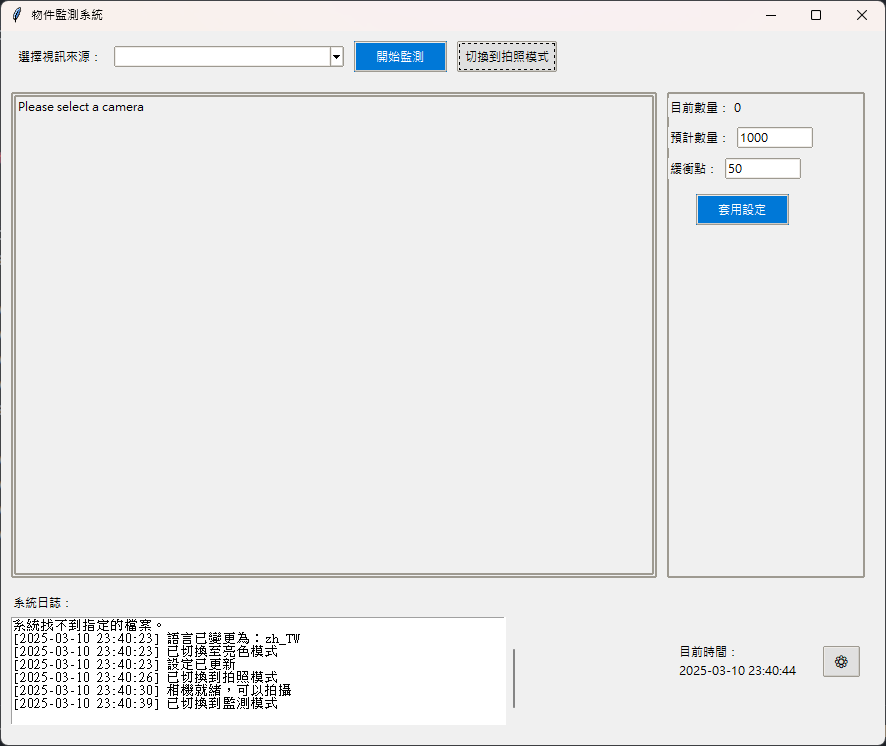 物件監測系統
選擇視訊來源：
開始監測
切換到拍照模式
Please select a camera
目前數量： 0
預計數量： 1000
緩衝點： 50
套用設定
系統日誌：
系統找不到指定的檔案。
[2025-03-10 23:40:23] 語言已變更為：zh_TW
[2025-03-10 23:40:23] 已切換至亮色模式
[2025-03-10 23:40:23] 設定已更新
[2025-03-10 23:40:26] 已切換到拍照模式
[2025-03-10 23:40:30] 相機就緒，可以拍攝
[2025-03-10 23:40:39] 已切換到監測模式
目前時間：
2025-03-10 23:40:44